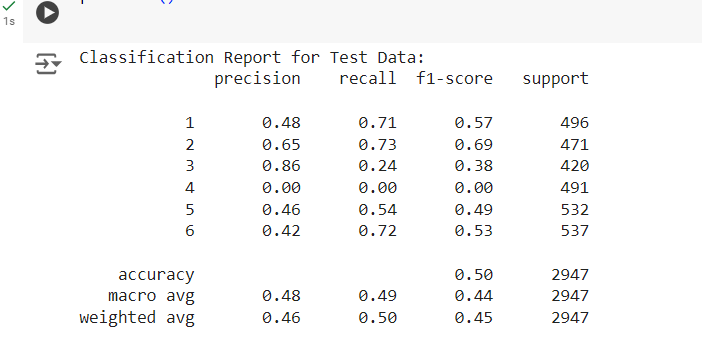 1s
Classification Report for Test Data:
precision recall f1-score support
1 0.48 0.71 0.57 496
2 0.65 0.73 0.69 471
3 0.86 0.24 0.38 420
4 0.00 0.00 0.00 491
5 0.46 0.54 0.49 532
6 0.42 0.72 0.53 537
accuracy 0.50 2947
macro avg 0.48 0.49 0.44 2947
weighted avg 0.46 0.50 0.45 2947